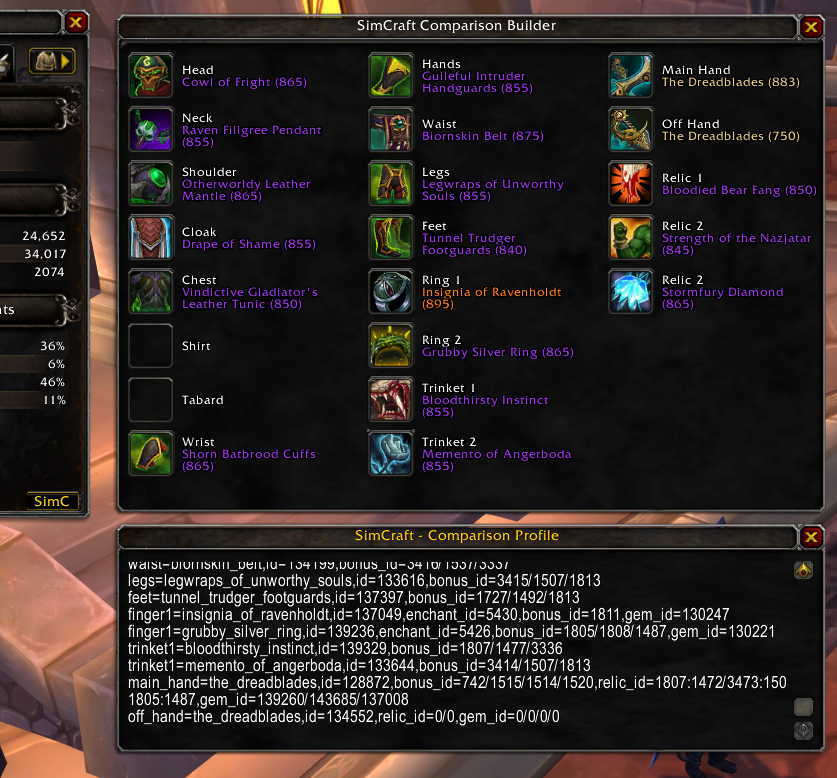 SimCraft Comparison Builder
Head
Cowl of Fright (865)
Neck
Raven Filigree Pendant
(855)
Shoulder
Otherworldy Leather
Mantle (865)
Cloak
Drape of Shame (855)
Chest
Vindictive Gladiator's
Leather Tunic (850)
Shirt
Tabard
Wrist
Shorn Batbrood Cuffs
(865)
Hands
Guileful Intruder
Handguards (855)
Waist
Biornskin Belt (875)
Legs
Legwraps of Unworthy
Souls (855)
Feet
Tunnel Trudger
Footguards (840)
Ring 1
Insignia of Ravenholdt
(895)
Ring 2
Grubby Silver Ring (865)
Trinket 1
Bloodthirsty Instinct
(855)
Trinket 2
Memento of Angerboda
(855)
Main Hand
The Dreadblades (883)
Off Hand
The Dreadblades (750)
Relic 1
Bloodied Bear Fang (850)
Relic 2
Strength of the Nazjatar
(845)
Relic 2
Stormfury Diamond
(865)
24,652
34,017
2074
nts
36%
6%
46%
11%
SimC
SimCraft - Comparison Profile
waist=biornskin_belt,id=134199,bonus_id=3416/1537/3337
legs=legwraps_of_unworthy_souls,id=133616,bonus_id=3415/1507/1813
feet=tunnel_trudger_footguards,id=137397,bonus_id=1727/1492/1813
finger1=insignia_of_ravenholdt,id=137049,enchant_id=5430,bonus_id=1811,gem_id=130247
finger1=grubby_silver_ring,id=139236,enchant_id=5426,bonus_id=1805/1808/1487,gem_id=130221
trinket1=bloodthirsty_instinct,id=139329,bonus_id=1807/1477/3336
trinket1=memento_of_angerboda,id=133644,bonus_id=3414/1507/1813
main_hand=the_dreadblades,id=128872,bonus_id=742/1515/1514/1520,relic_id=1807:1472/3473:150
1805:1487,gem_id=139260/143685/137008
off_hand=the_dreadblades,id=134552,relic_id=0/0,gem_id=0/0/0/0